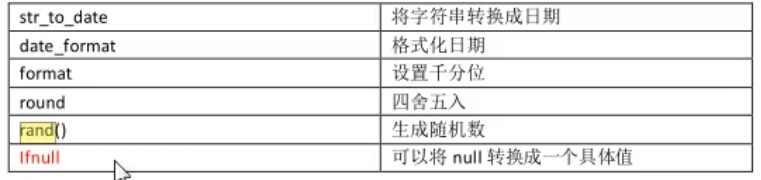 str_to_date 将字符串转换成日期
date_format 格式化日期
format 设置千分位
round 四舍五入
rand() 生成随机数
Ifnull 可以将 null 转换成一个具体值